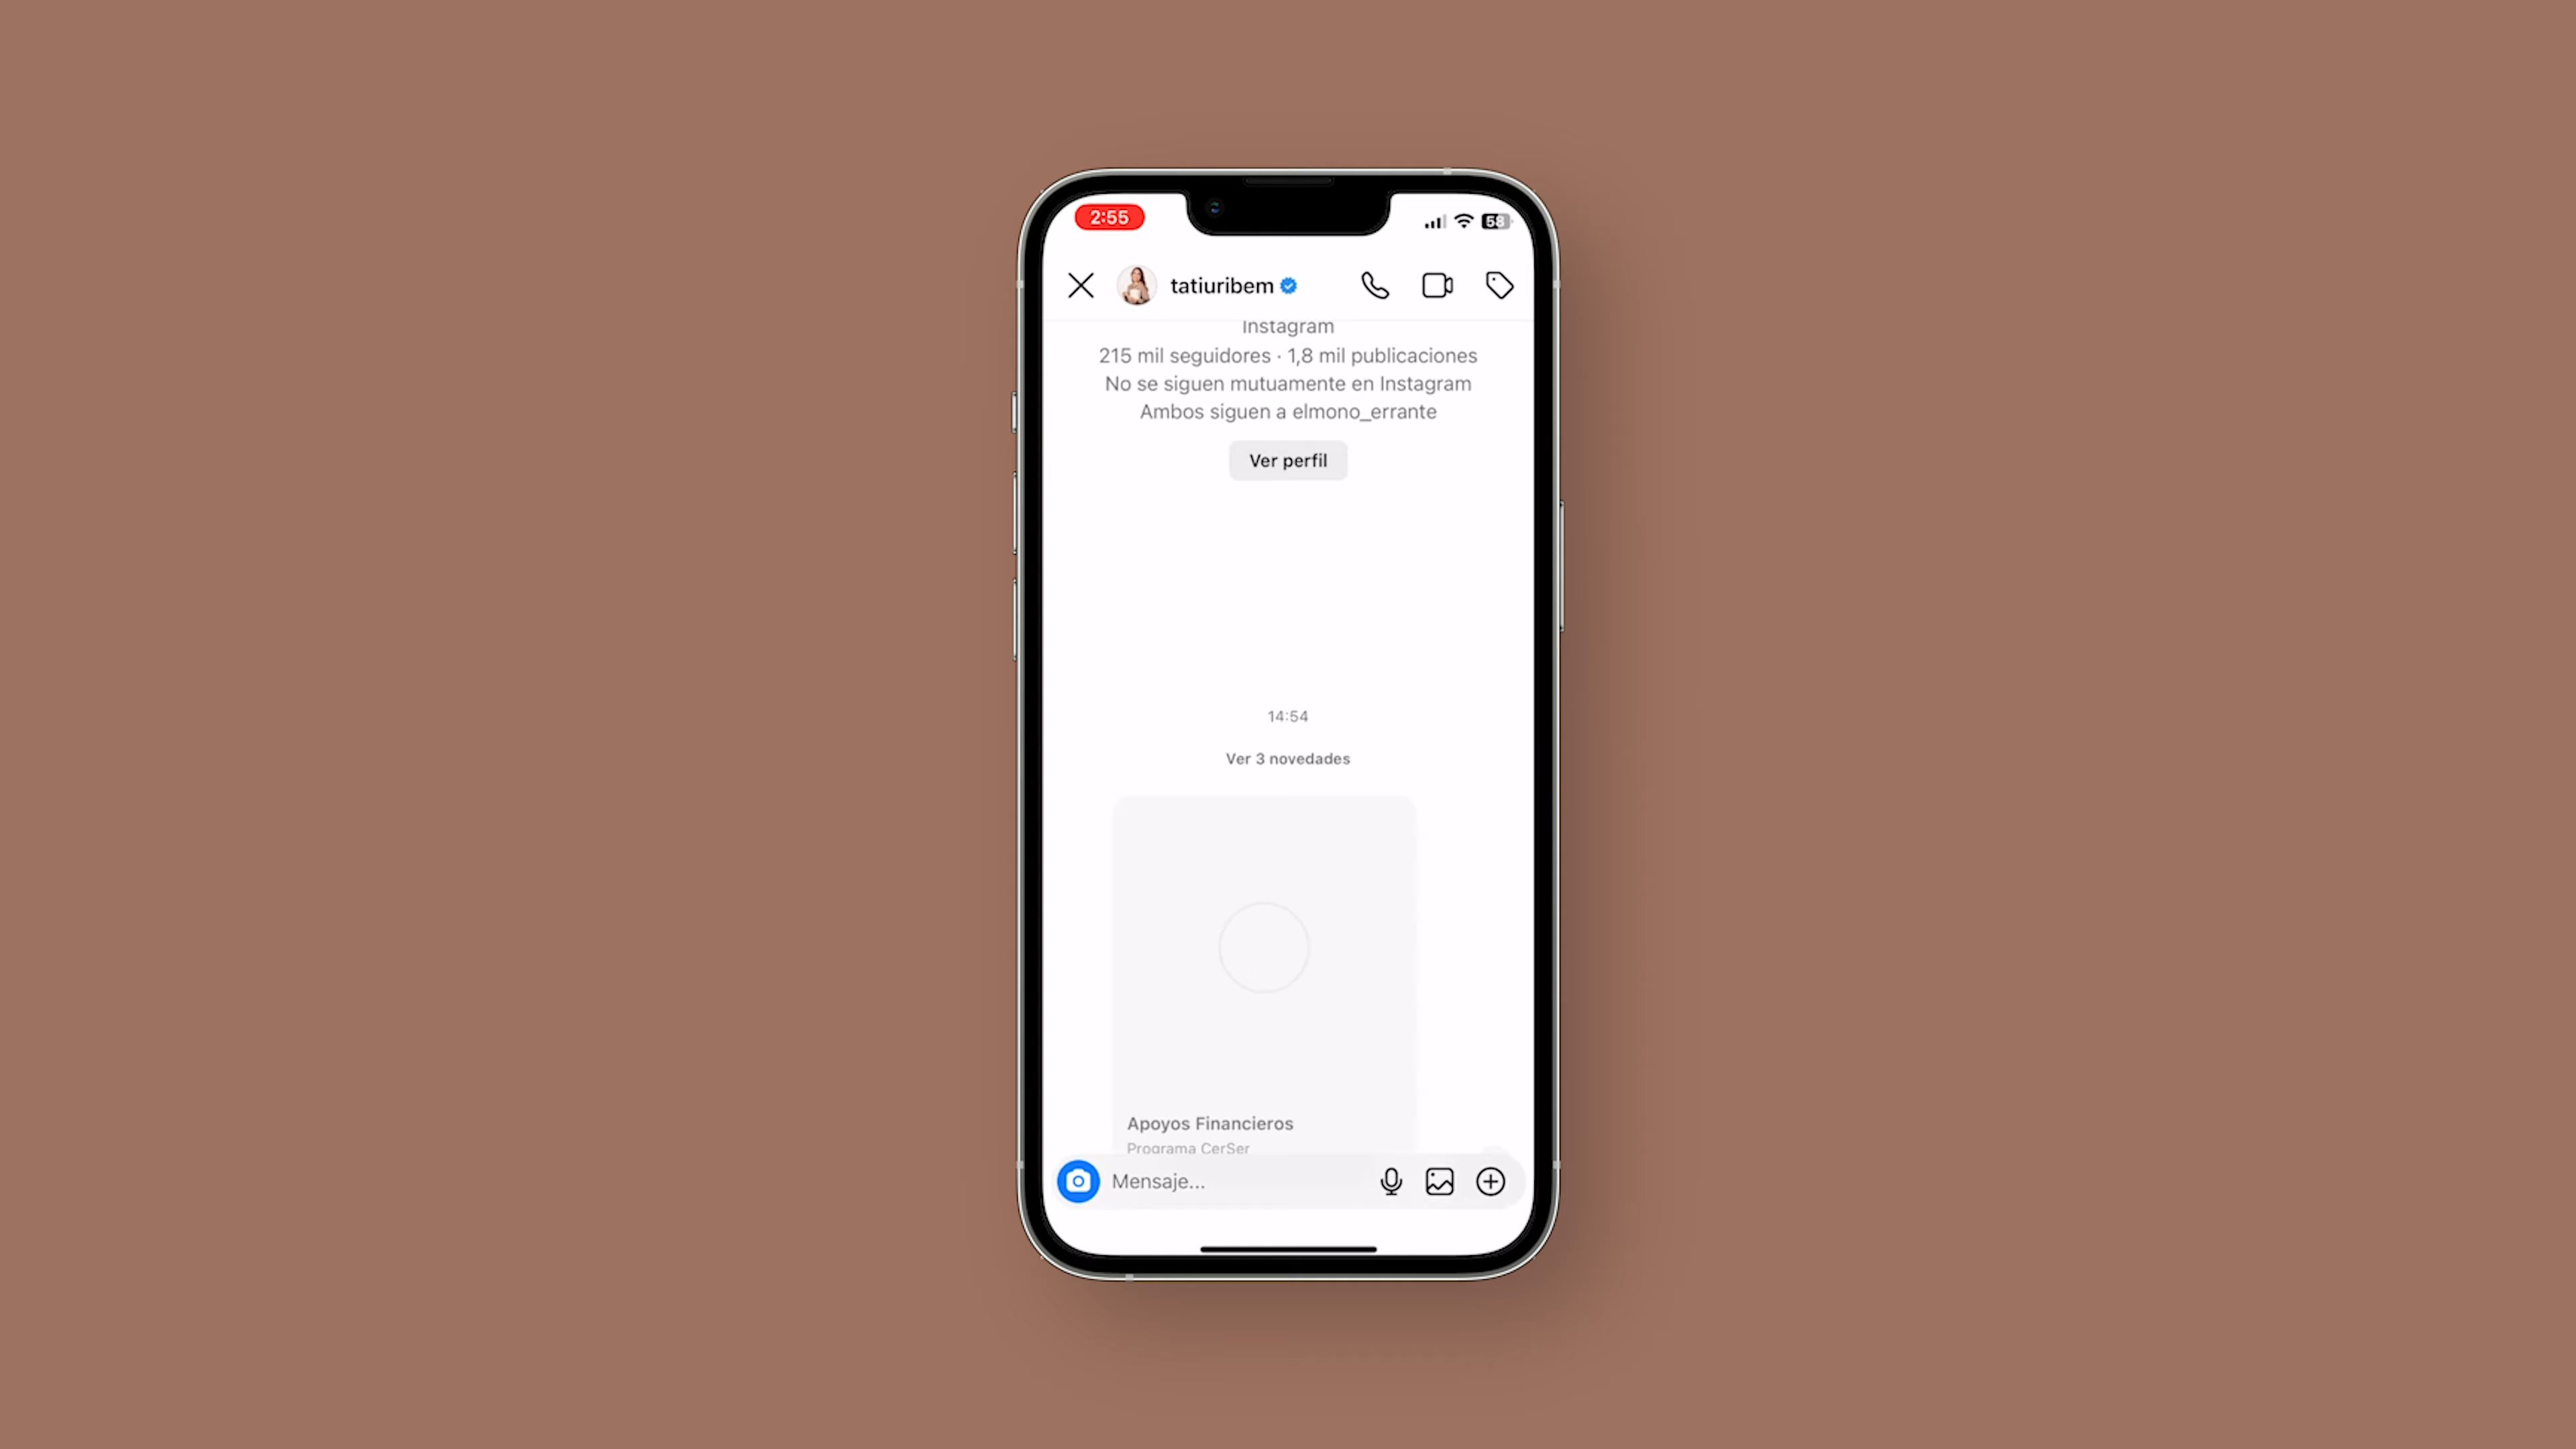 2:55
58
tatiuribem
Instagram
215 mil seguidores · 1,8 mil publicaciones
No se siguen mutuamente en Instagram
Ambos siguen a elmono_errante
Ver perfil
14:54
Ver 3 novedades
Apoyos Financieros
Programa CerSer
Mensaje...